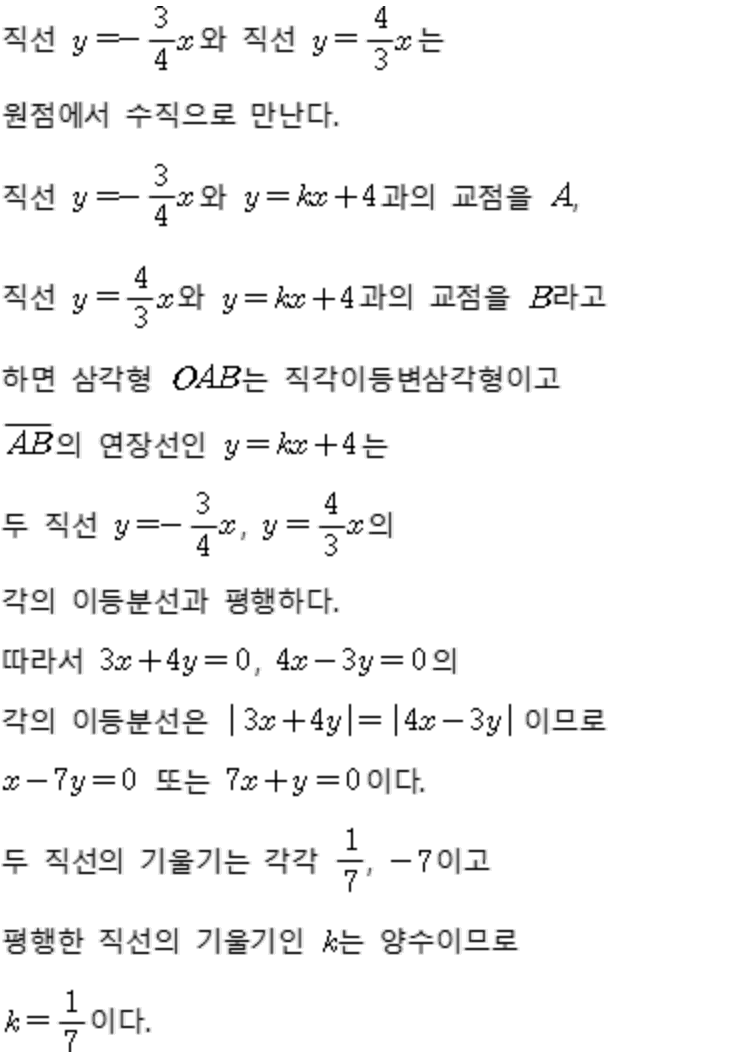 직선 y=-3/4x와 직선 y=4/3x는
원점에서 수직으로 만난다.
직선 y=-3/4x와 y=kx+4과의 교점을 A,
직선 y=4/3x와 y=kx+4과의 교점을 B라고
하면 삼각형 OAB는 직각이등변삼각형이고
A̅B̅의 연장선인 y=kx+4는
두 직선 y=-3/4x, y=4/3x의
각의 이등분선과 평행하다.
따라서 3x+4y=0, 4x-3y=0의
각의 이등분선은 |3x+4y|=|4x-3y|이므로
x-7y=0 또는 7x+y=0이다.
두 직선의 기울기는 각각 1/7, -7이고
평행한 직선의 기울기인 k는 양수이므로
k=1/7이다.